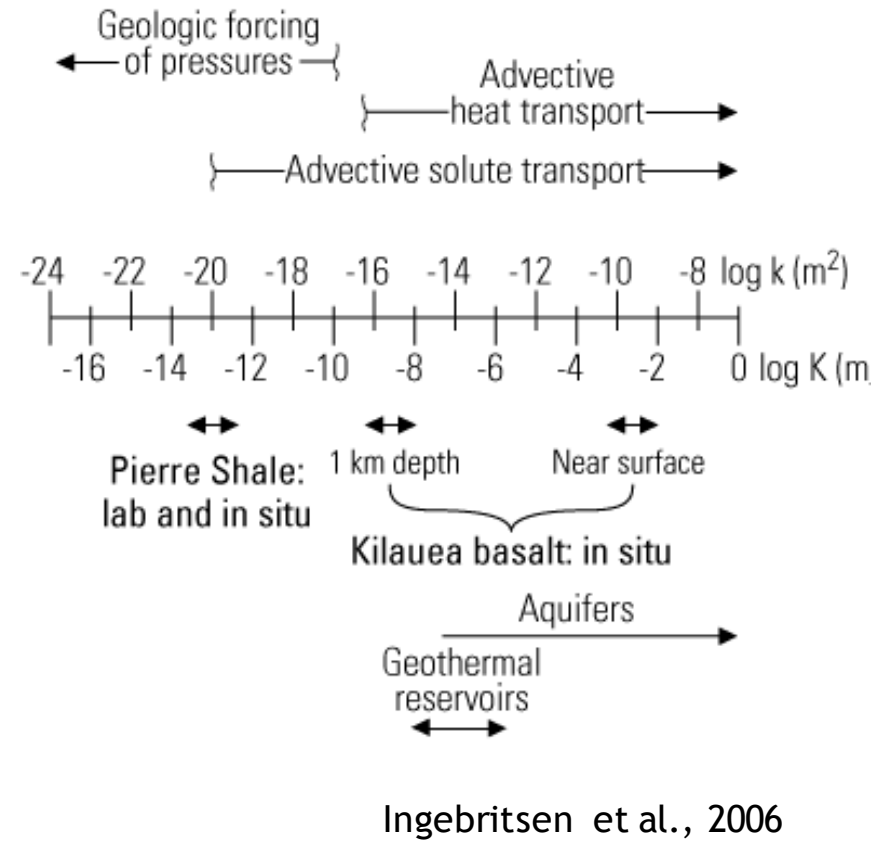 Geologic forcing
of pressures
Advective
heat transport
Advective solute transport
-24 -22 -20 -18 -16 -14 -12 -10 -8 log k (m²)
-16 -14 -12 -10 -8 -6 -4 -2 0 log K (m
Pierre Shale:
lab and in situ
1 km depth
Near surface
Kilauea basalt: in situ
Aquifers
Geothermal
reservoirs
Ingebritsen et al., 2006